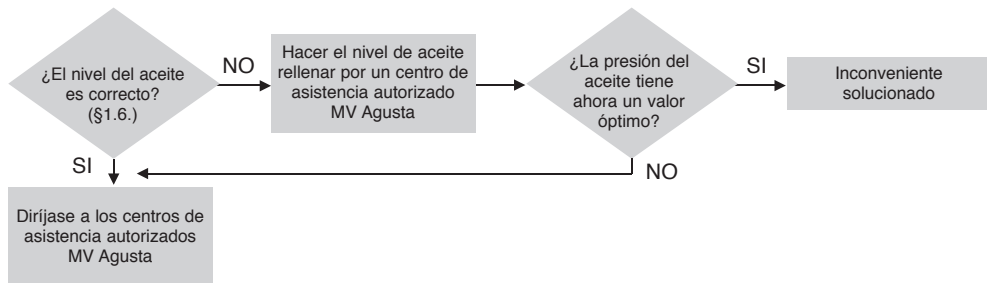 ¿El nivel del aceite
es correcto?
(§1.6.)
NO
Hacer el nivel de aceite
rellenar por un centro de
asistencia autorizado
MV Agusta
¿La presión del
aceite tiene
ahora un valor
óptimo?
SI
Inconveniente
solucionado
SI
NO
Diríjase a los centros de
asistencia autorizados
MV Agusta